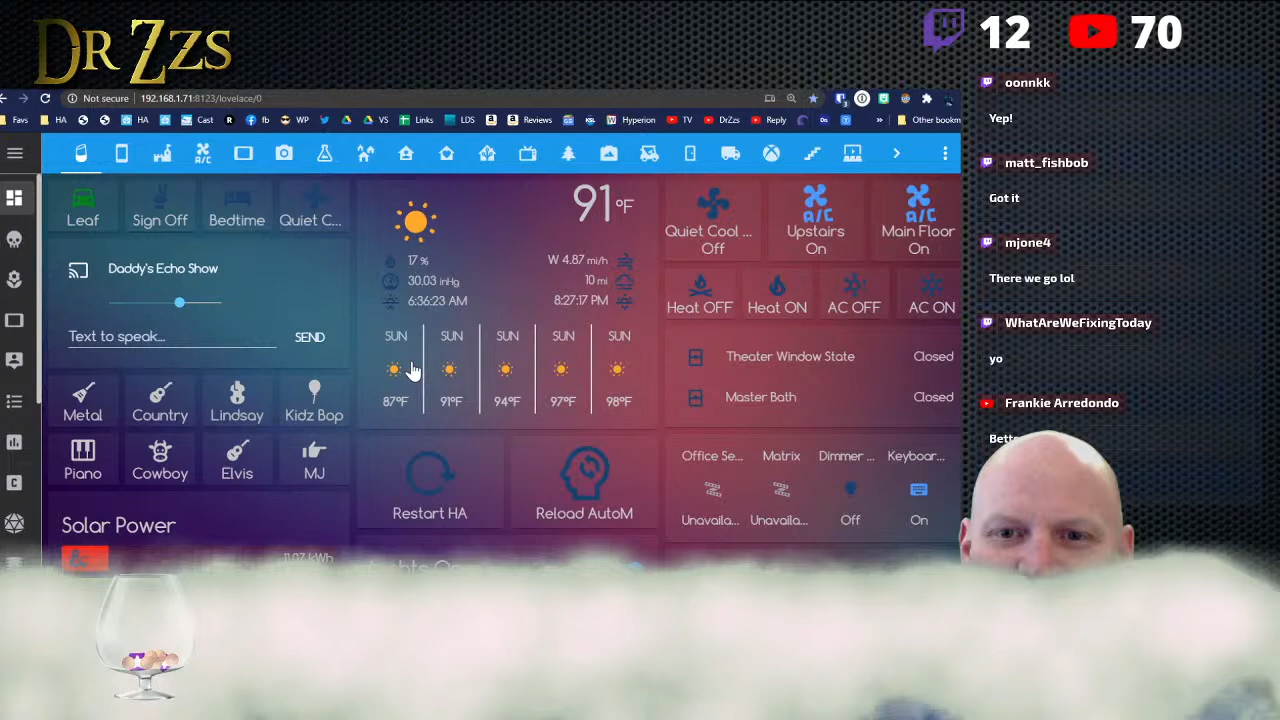 DR ZZS
12
70
Not secure
192.168.1.71:8123/lovelace/0
Favs
HA
HA
Cast
fb
WP
VS
Links
LDS
Reviews
Hyperion
TV
DrZzs
Reply
Other bookm
A/C
Leaf
Sign Off
Bedtime
Quiet C...
Daddy's Echo Show
Text to speak...
SEND
Metal
Country
Lindsay
Kidz Bop
Piano
Cowboy
Elvis
MJ
Solar Power
11.07 kWh
91 °F
17 %
W 4.87 mi/h
30.03 inHg
10 mi
6:36:23 AM
8:27:17 PM
SUN
SUN
SUN
SUN
SUN
87°F
91°F
94°F
97°F
98°F
Restart HA
Reload AutoM
Quiet Cool ...
Off
A/C
Upstairs
On
A/C
Main Floor
On
Heat OFF
Heat ON
AC OFF
AC ON
Theater Window State
Closed
Master Bath
Closed
Office Se...
Matrix
Dimmer ...
Keyboar...
Unavaila...
Unavaila...
Off
On
oonnkk
Yep!
matt_fishbob
Got it
mjone4
There we go lol
WhatAreWeFixingToday
yo
Frankie Arredondo